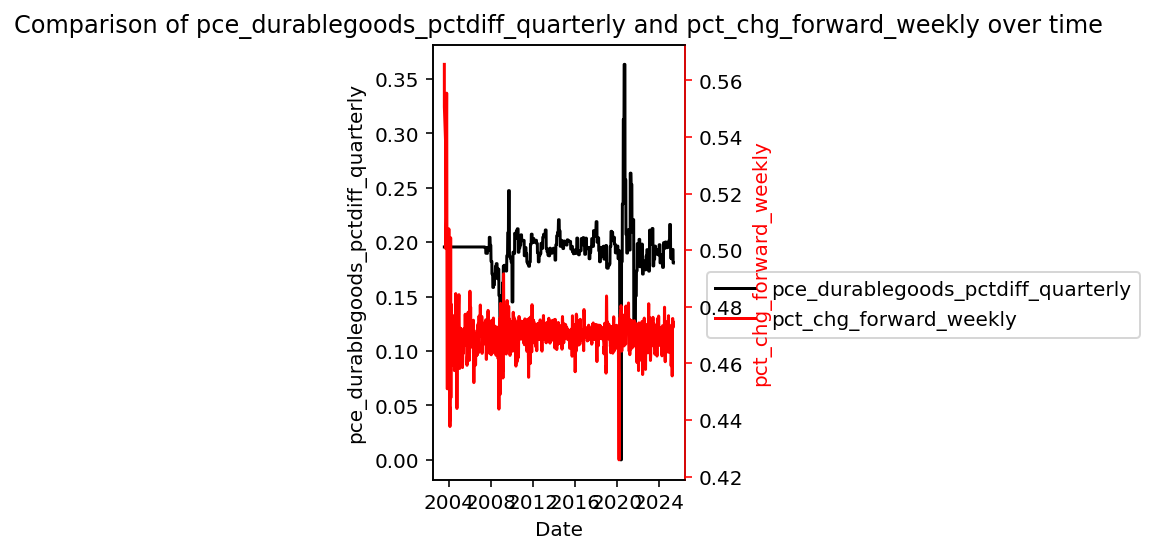 Comparison of pce_durablegoods_pctdiff_quarterly and pct_chg_forward_weekly over time
pce_durablegoods_pctdiff_quarterly
0.35
0.30
0.25
0.20
0.15
0.10
0.05
0.00
0.56
0.54
0.52
0.50
0.48
0.46
0.44
0.42
pct_chg_forward_weekly
pce_durablegoods_pctdiff_quarterly
pct_chg_forward_weekly
2004 2008 2012 2016 2020 2024
Date